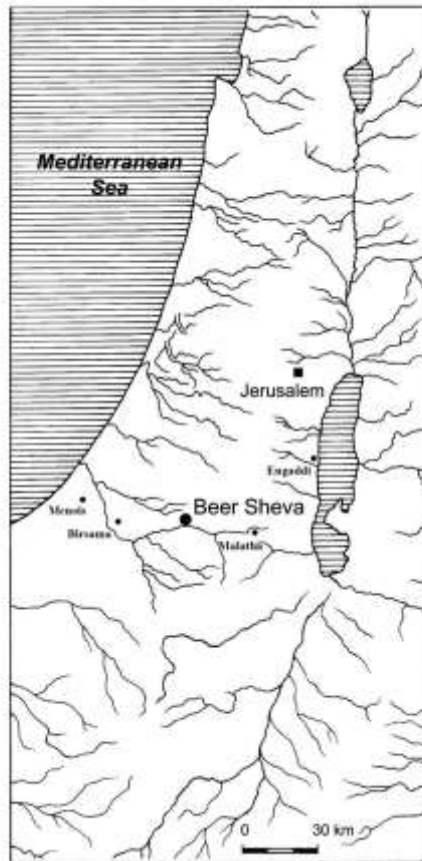 Mediterranean
Sea
Jerusalem
Engaddi
Beer Sheva
Menois
Birsama
Malatha
0 30 km